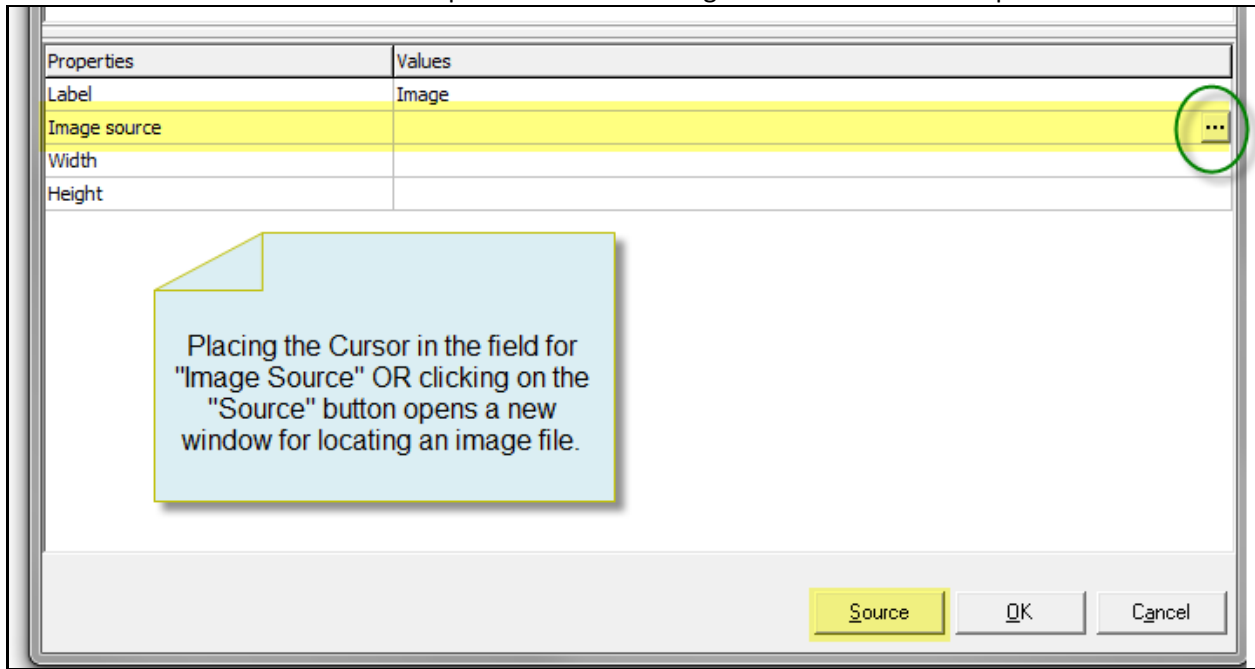 Properties Values
Label Image
Image source ...
Width
Height
Placing the Cursor in the field for
"Image Source" OR clicking on the
"Source" button opens a new
window for locating an image file.
Source OK Cancel